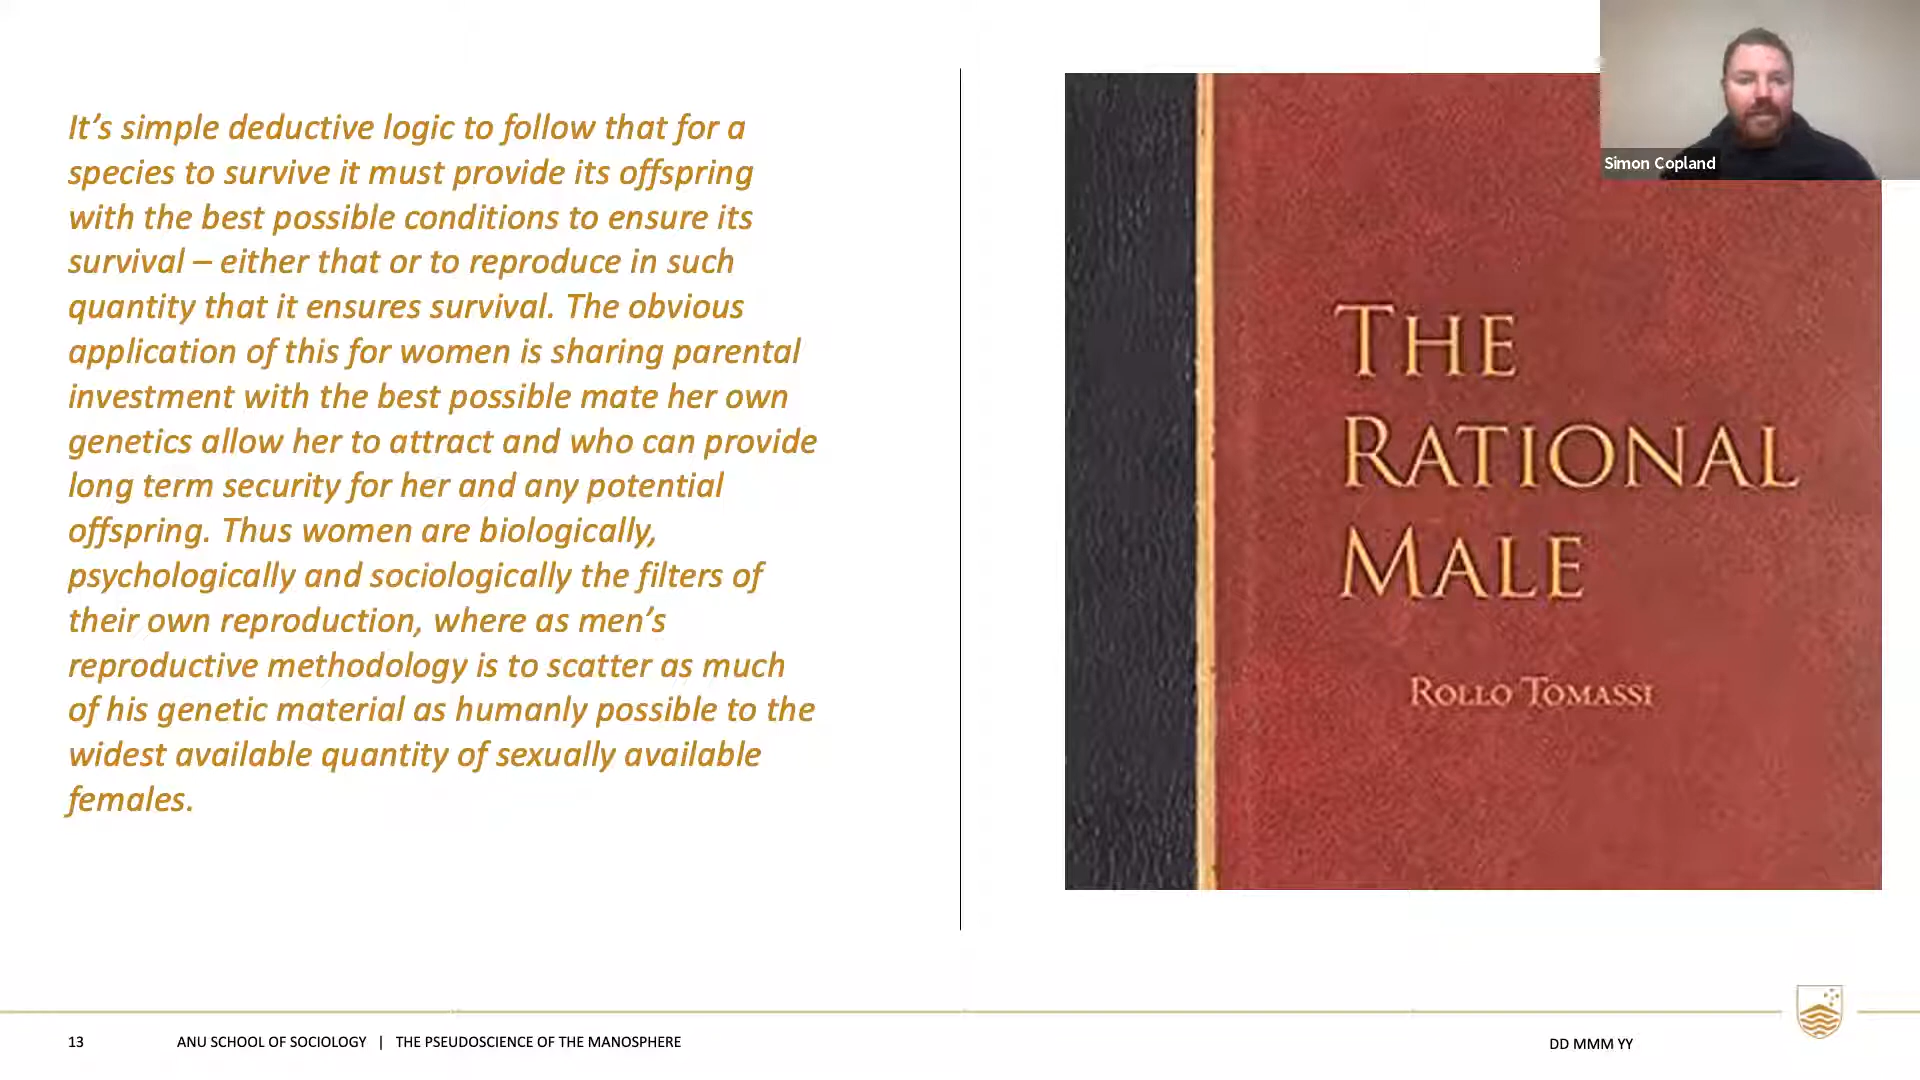 It’s simple deductive logic to follow that for a
species to survive it must provide its offspring
with the best possible conditions to ensure its
survival – either that or to reproduce in such
quantity that it ensures survival. The obvious
application of this for women is sharing parental
investment with the best possible mate her own
genetics allow her to attract and who can provide
long term security for her and any potential
offspring. Thus women are biologically,
psychologically and sociologically the filters of
their own reproduction, where as men’s
reproductive methodology is to scatter as much
of his genetic material as humanly possible to the
widest available quantity of sexually available
females.
THE
RATIONAL
MALE
ROLLO TOMASSI
Simon Copland
13
ANU SCHOOL OF SOCIOLOGY | THE PSEUDOSCIENCE OF THE MANOSPHERE
DD MMM YY